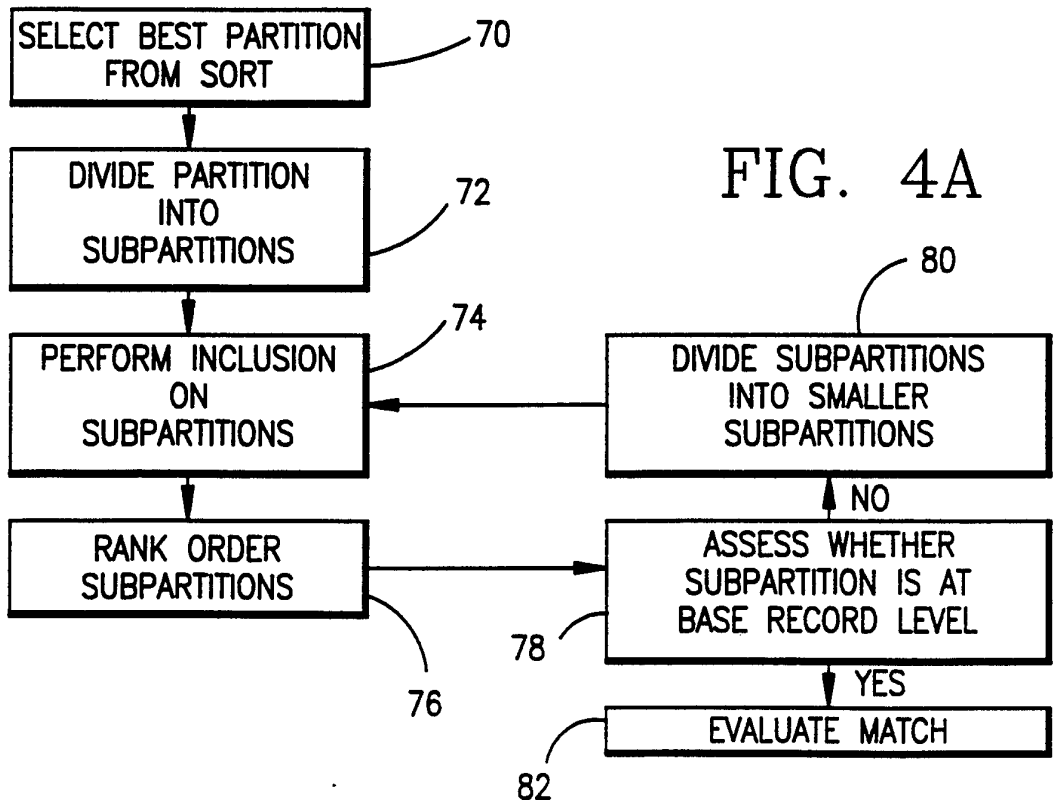 SELECT BEST PARTITION
FROM SORT
70
DIVIDE PARTITION
INTO
SUBPARTITIONS
72
FIG. 4A
PERFORM INCLUSION
ON
SUBPARTITIONS
74
80
DIVIDE SUBPARTITIONS
INTO SMALLER
SUBPARTITIONS
NO
RANK ORDER
SUBPARTITIONS
76
ASSESS WHETHER
SUBPARTITION IS AT
BASE RECORD LEVEL
78
YES
EVALUATE MATCH
82